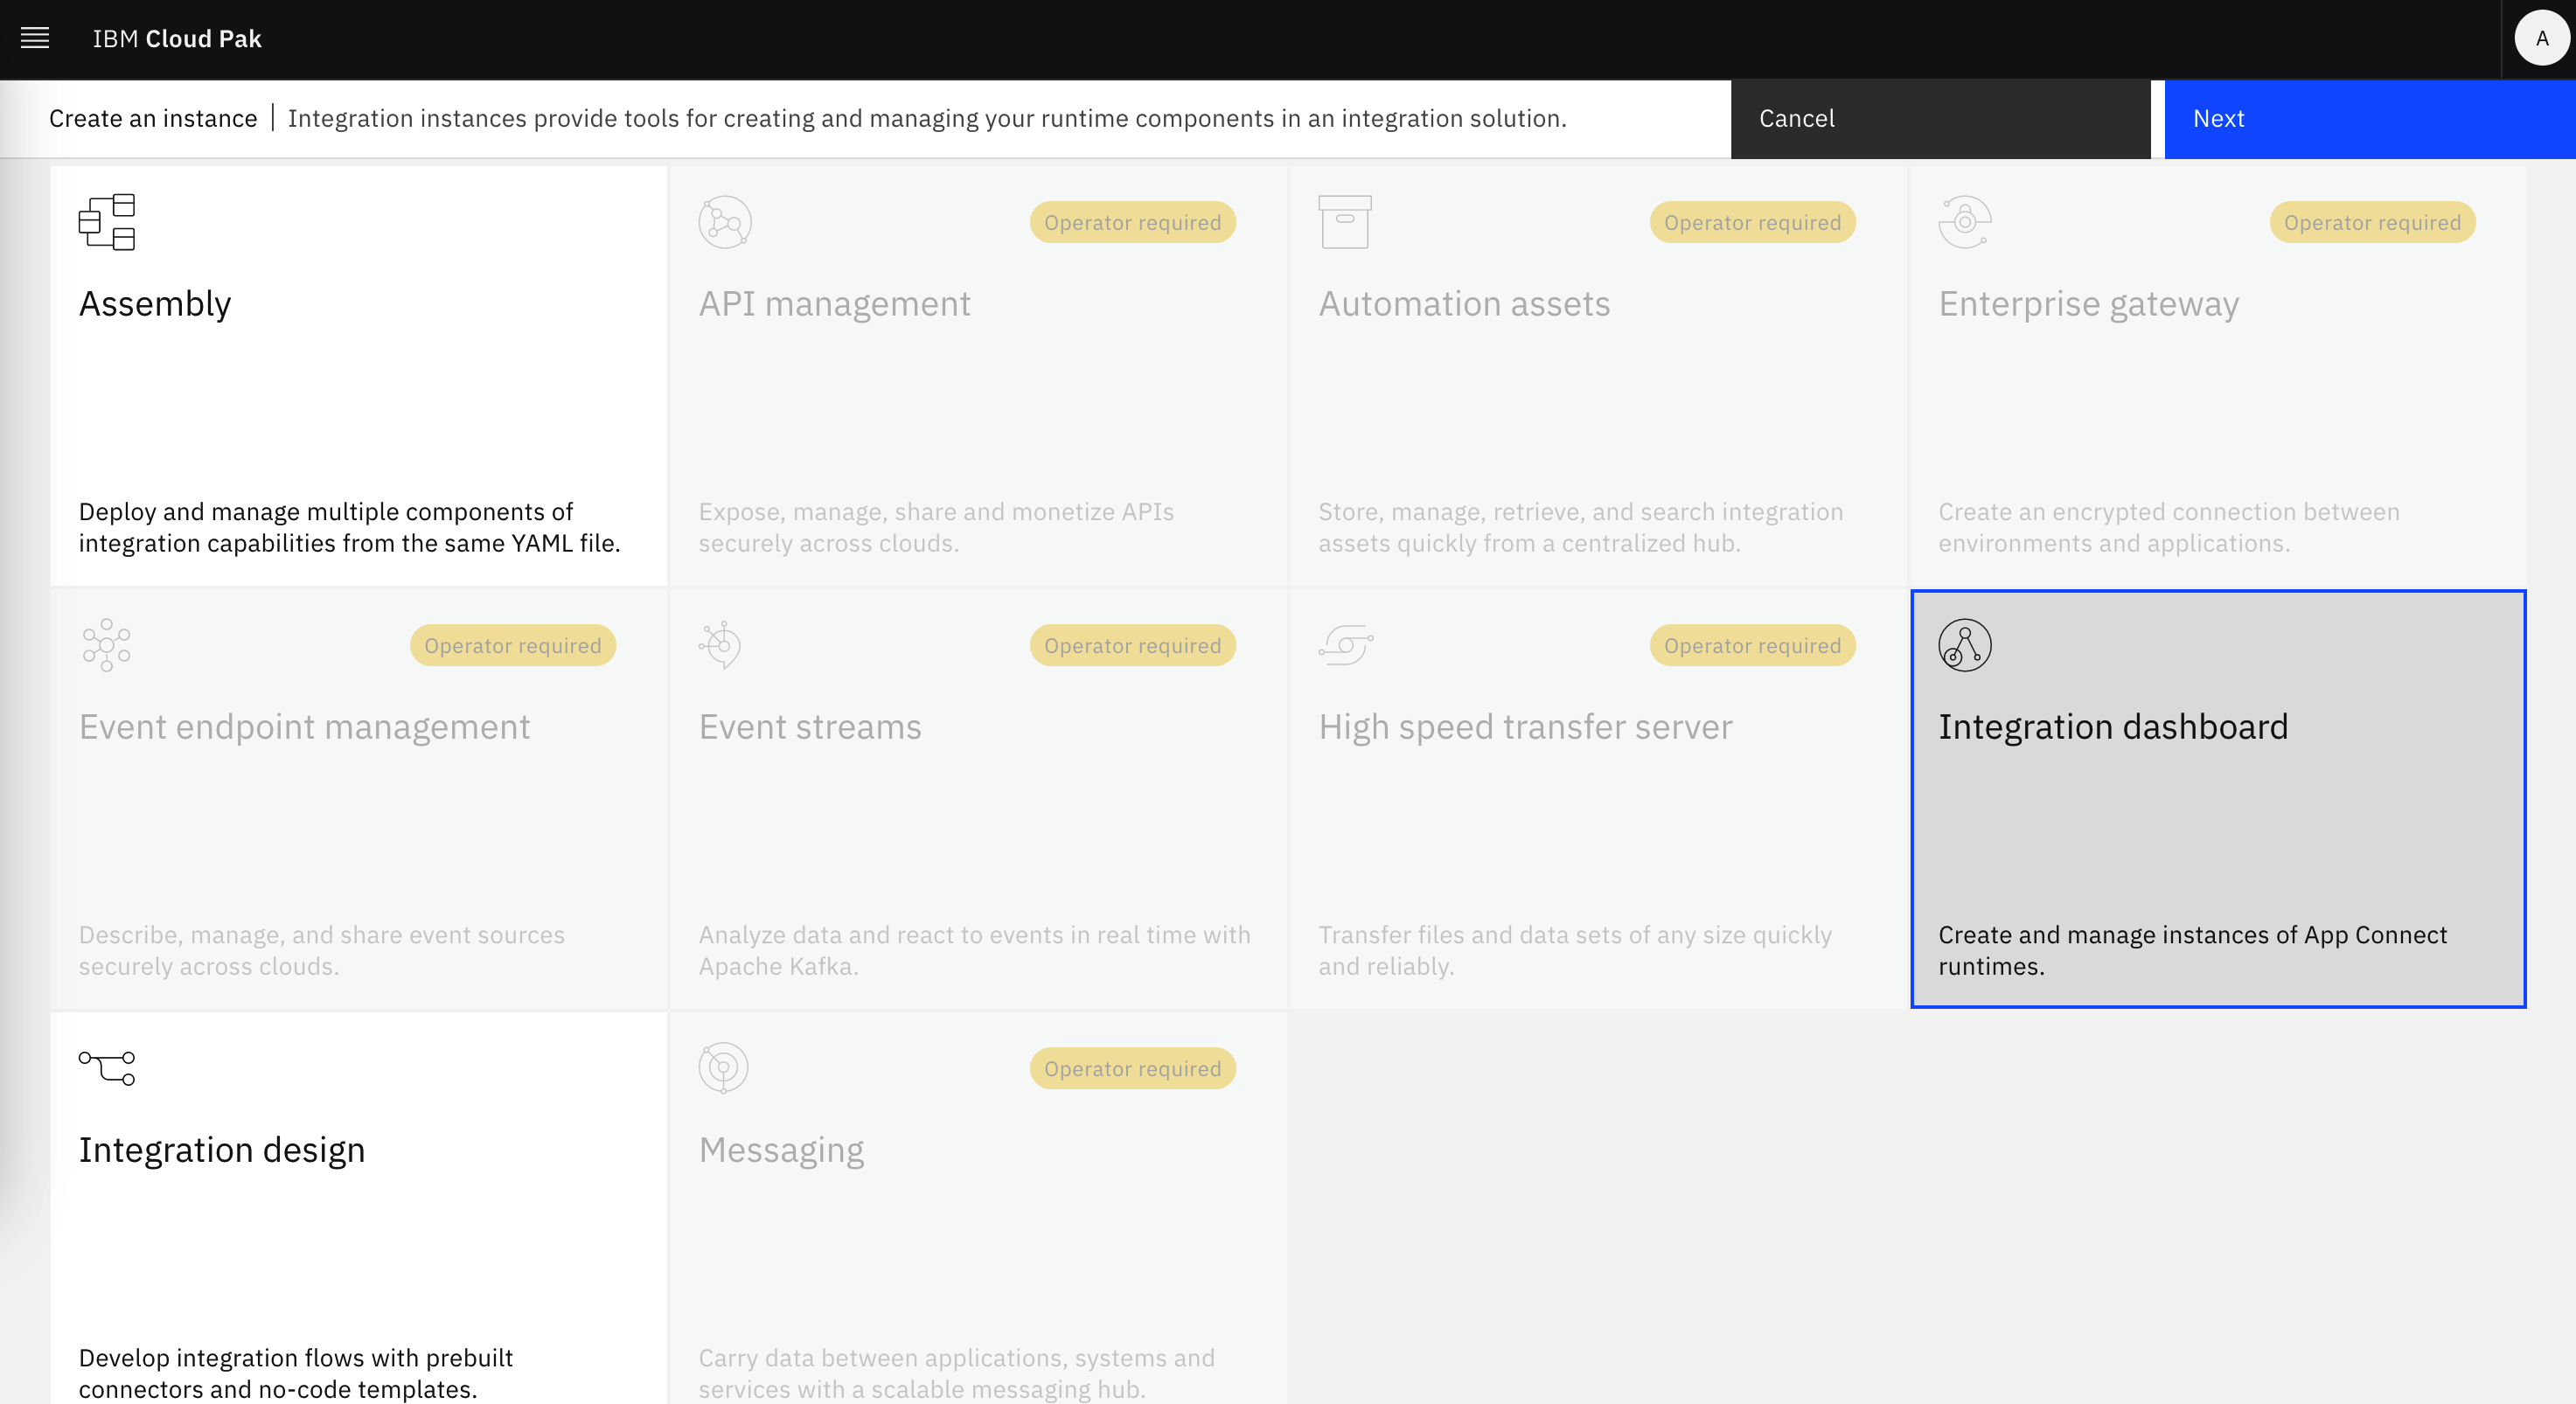 IBM Cloud Pak
A
Create an instance | Integration instances provide tools for creating and managing your runtime components in an integration solution.
Cancel
Next
Assembly
Deploy and manage multiple components of
integration capabilities from the same YAML file.
Operator required
API management
Expose, manage, share and monetize APIs
securely across clouds.
Operator required
Automation assets
Store, manage, retrieve, and search integration
assets quickly from a centralized hub.
Operator required
Enterprise gateway
Create an encrypted connection between
environments and applications.
Operator required
Event endpoint management
Describe, manage, and share event sources
securely across clouds.
Operator required
Event streams
Analyze data and react to events in real time with
Apache Kafka.
Operator required
High speed transfer server
Transfer files and data sets of any size quickly
and reliably.
Integration dashboard
Create and manage instances of App Connect
runtimes.
Integration design
Develop integration flows with prebuilt
connectors and no-code templates.
Operator required
Messaging
Carry data between applications, systems and
services with a scalable messaging hub.